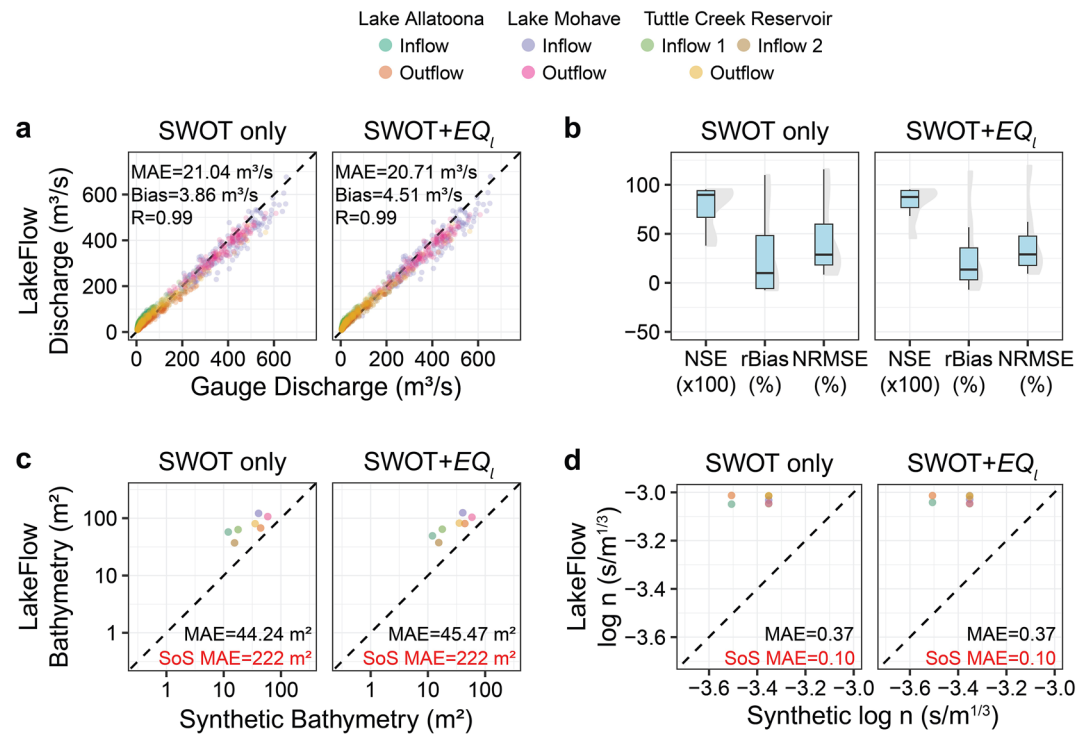 Lake Allatoona Lake Mohave Tuttle Creek Reservoir
Inflow Inflow Inflow 1 Inflow 2
Outflow Outflow Outflow
a SWOT only SWOT+EQl
LakeFlow
Discharge (m³/s)
600
400
200
0
MAE=21.04 m³/s
Bias=3.86 m³/s
R=0.99
MAE=20.71 m³/s
Bias=4.51 m³/s
R=0.99
0 200 400 600 0 200 400 600
Gauge Discharge (m³/s)
b SWOT only SWOT+EQl
100
50
0
−50
NSE rBias NRMSE NSE rBias NRMSE
(x100) (%) (%) (x100) (%) (%)
c SWOT only SWOT+EQl
LakeFlow
Bathymetry (m²)
100
10
1
MAE=44.24 m²
SoS MAE=222 m²
MAE=45.47 m²
SoS MAE=222 m²
1 10 100 1 10 100
Synthetic Bathymetry (m²)
d SWOT only SWOT+EQl
LakeFlow
log n (s/m1/3)
−3.0
−3.2
−3.4
−3.6
MAE=0.37
SoS MAE=0.10
MAE=0.37
SoS MAE=0.10
−3.6 −3.4 −3.2 −3.0 −3.6 −3.4 −3.2 −3.0
Synthetic log n (s/m1/3)